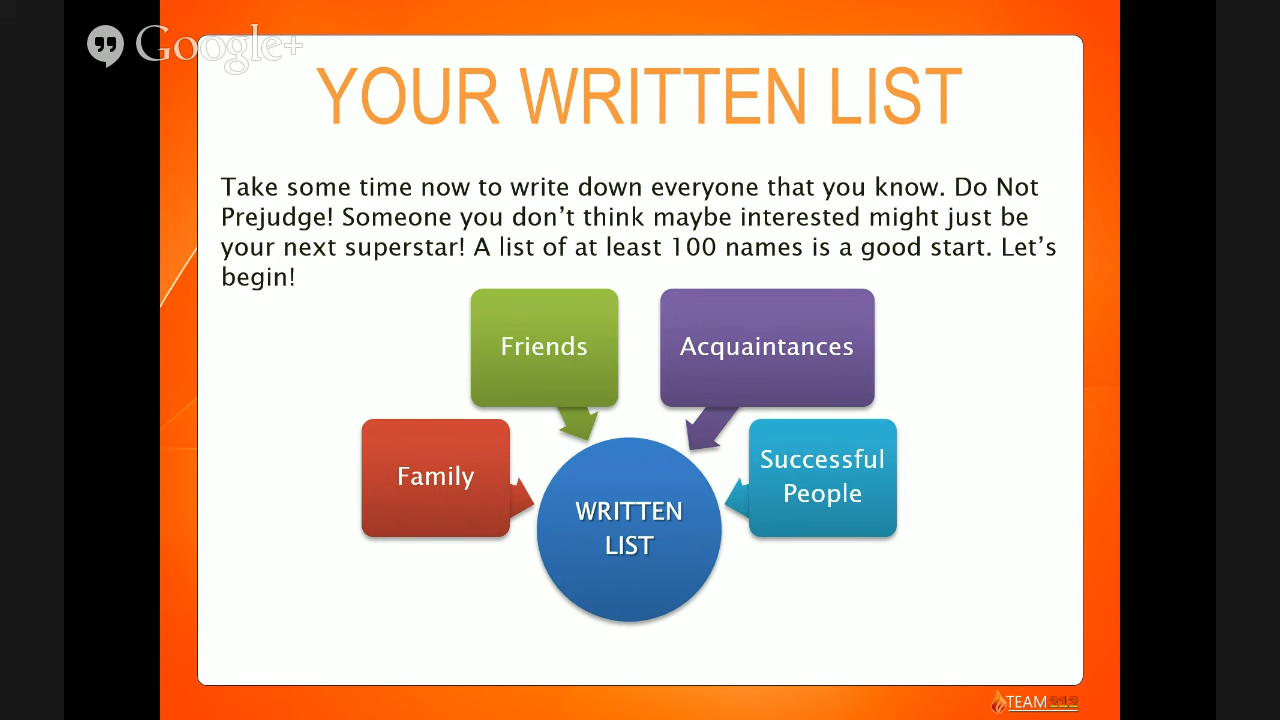 Google+
YOUR WRITTEN LIST
Take some time now to write down everyone that you know. Do Not
Prejudge! Someone you don’t think maybe interested might just be
your next superstar! A list of at least 100 names is a good start. Let’s
begin!
Friends
Acquaintances
Family
Successful
People
WRITTEN
LIST
TEAM 212